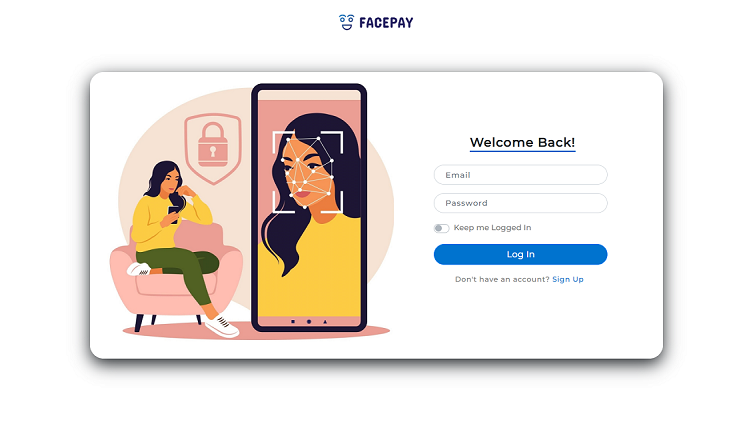 FACEPAY
Welcome Back!
Email
Password
Keep me Logged In
Log In
Don't have an account? Sign Up